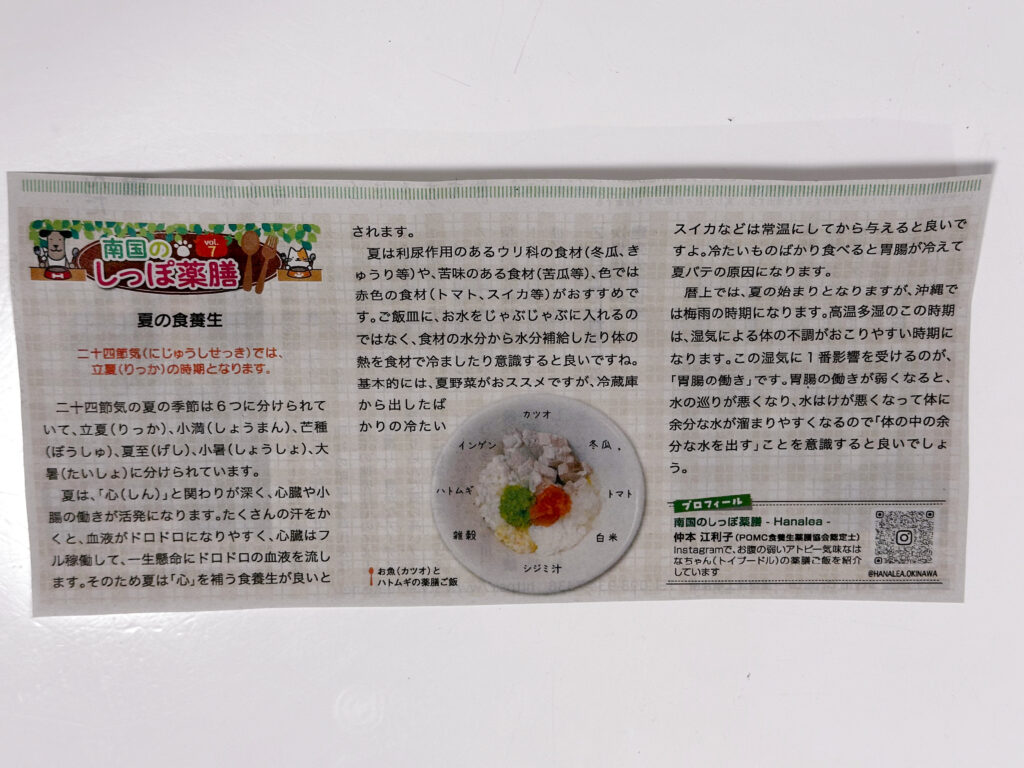 南国の
vol.
7
しっぽ薬膳
夏の食養生
二十四節気(にじゅうしせっき)では、
立夏(りっか)の時期となります。
二十四節気の夏の季節は6つに分けられて
いて、立夏(りっか)、小満(しょうまん)、芒種
(ぼうしゅ)、夏至(げし)、小暑(しょうしょ)、大
暑(たいしょ)に分けられています。
夏は、「心(しん)」と関わりが深く、心臓や小
腸の働きが活発になります。たくさんの汗をか
くと、血液がドロドロになりやすく、心臓はフ
ル稼働して、一生懸命にドロドロの血液を流し
ます。そのため夏は「心」を補う食養生が良いと
されます。
夏は利尿作用のあるウリ科の食材(冬瓜、き
ゅうり等)や、苦味のある食材(苦瓜等)、色では
赤色の食材(トマト、スイカ等)がおすすめで
す。ご飯皿に、お水をじゃぶじゃぶに入れるの
ではなく、食材の水分から水分補給したり体の
熱を食材で冷ましたり意識すると良いですね。
基本的には、夏野菜がおススメですが、冷蔵庫
から出したば
かりの冷たい
カツオ
インゲン
冬瓜
ハトムギ
トマト
雑穀
白米
シジミ汁
お魚(カツオ)と
ハトムギの薬膳ご飯
スイカなどは常温にしてから与えると良いで
すよ。冷たいものばかり食べると胃腸が冷えて
夏バテの原因になります。
暦上では、夏の始まりとなりますが、沖縄で
は梅雨の時期になります。高温多湿のこの時期
は、湿気による体の不調がおこりやすい時期に
なります。この湿気に1番影響を受けるのが、
「胃腸の働き」です。胃腸の働きが弱くなると、
水の巡りが悪くなり、水はけが悪くなって体に
余分な水が溜まりやすくなるので「体の中の余
分な水を出す」ことを意識すると良いでしょ
う。
プロフィール
南国のしっぽ薬膳 - Hanalea -
仲本 江利子(POMC食養生薬膳協会認定士)
Instagramで、お腹の弱いアトピー気味なは
なちゃん(トイプードル)の薬膳ご飯を紹介
しています
@HANALEA.OKINAWA